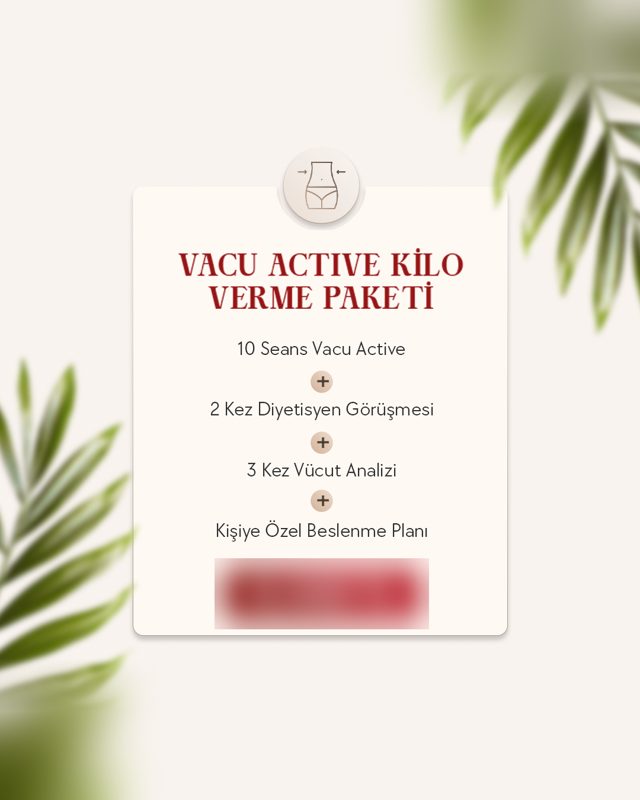 VACU ACTIVE KİLO
VERME PAKETİ
10 Seans Vacu Active
+
2 Kez Diyetisyen Görüşmesi
+
3 Kez Vücut Analizi
+
Kişiye Özel Beslenme Planı